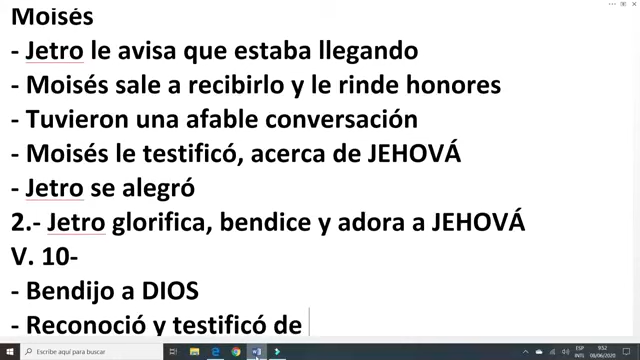 Moisés
- Jetro le avisa que estaba llegando
- Moisés sale a recibirlo y le rinde honores
- Tuvieron una afable conversación
- Moisés le testificó, acerca de JEHOVÁ
- Jetro se alegró
2.- Jetro glorifica, bendice y adora a JEHOVÁ
V. 10-
- Bendijo a DIOS
- Reconoció y testificó de
Escribe aquí para buscar
ESP
INTL
9:52
08/06/2020